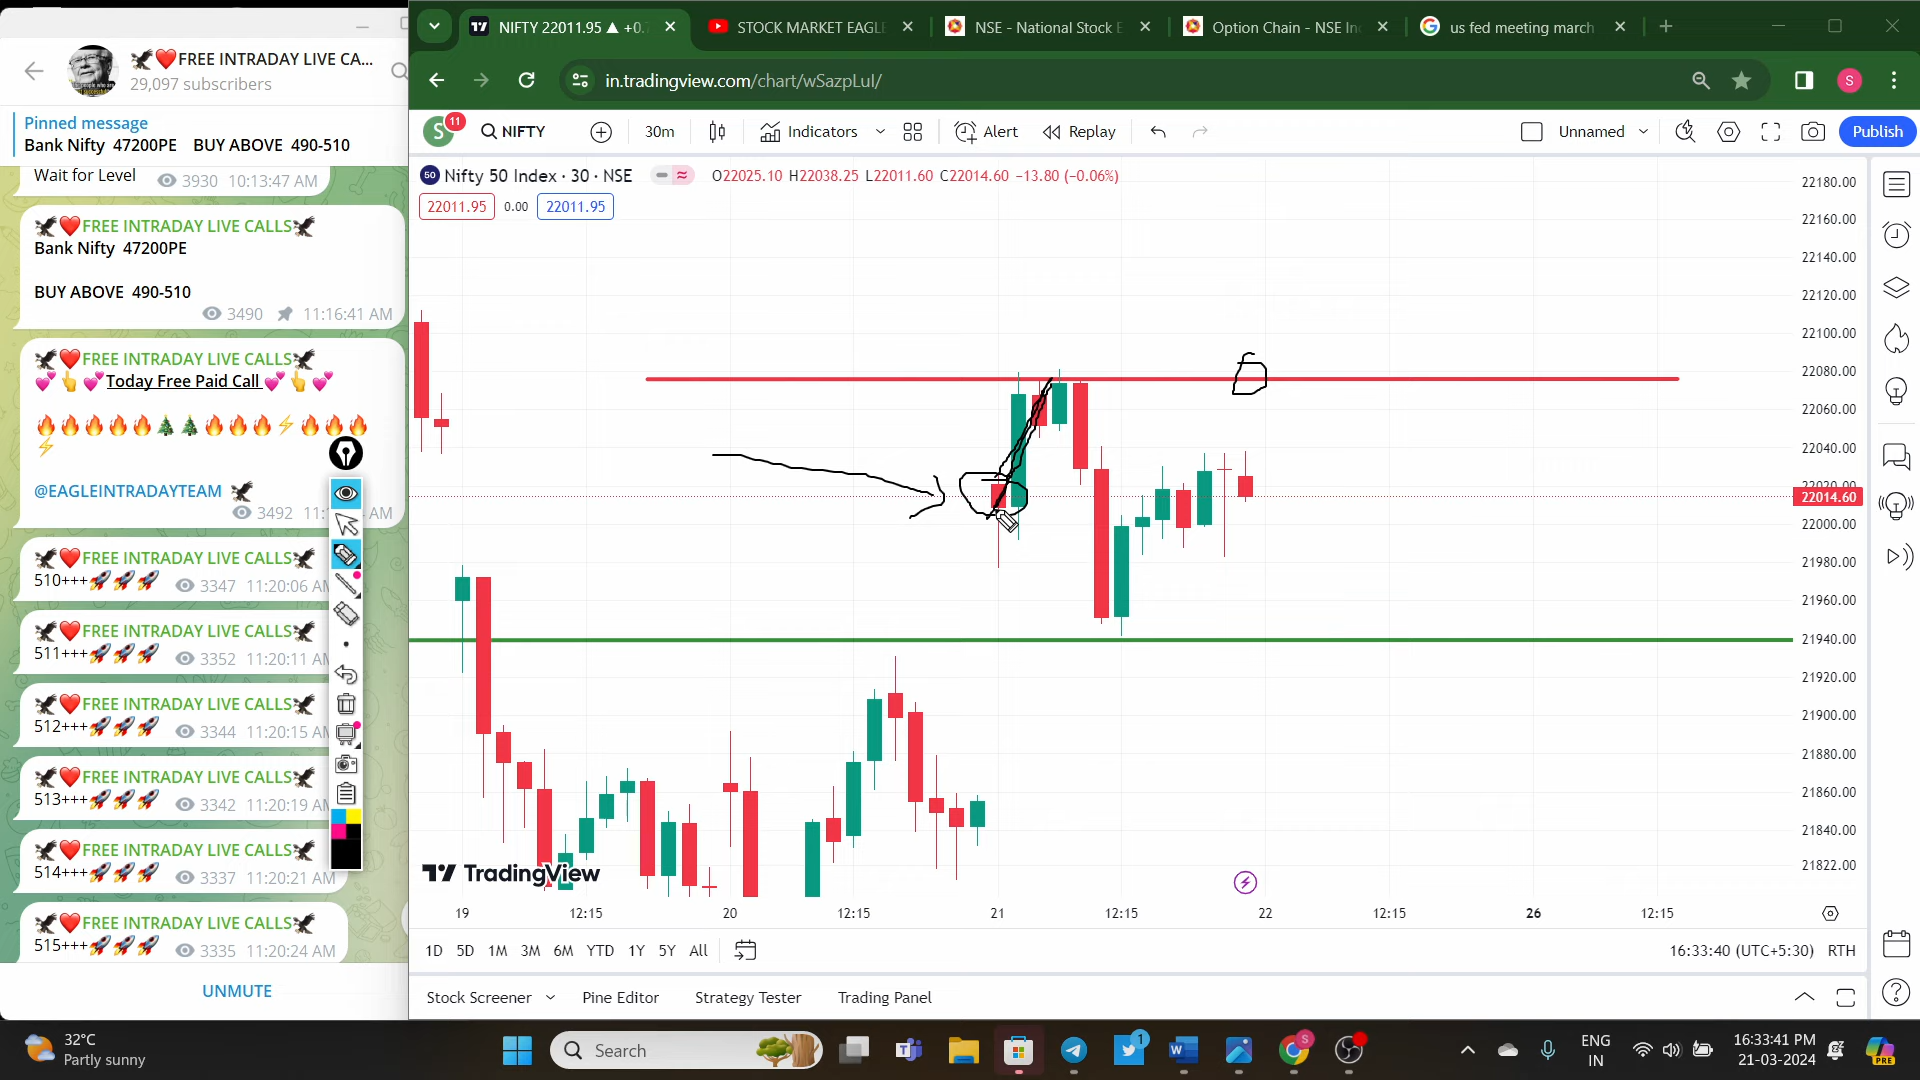 NIFTY 22011.95 ▲ +0.7
STOCK MARKET EAGL
NSE - National Stock E
Option Chain - NSE In
us fed meeting march
in.tradingview.com/chart/wSazpLul/
S
🦅❤️FREE INTRADAY LIVE CA...
29,097 subscribers
Pinned message
Bank Nifty 47200PE BUY ABOVE 490-510
Wait for Level 3930 10:13:47 AM
🦅❤️FREE INTRADAY LIVE CALLS🦅
Bank Nifty 47200PE
BUY ABOVE 490-510
3490 11:16:41 AM
🦅❤️FREE INTRADAY LIVE CALLS🦅
💕👆💕Today Free Paid Call 💕👆💕
🔥🔥🔥🔥🔥🎄🎄🔥🔥🔥⚡🔥🔥🔥
⚡
@EAGLEINTRADAYTEAM 🦅
3492
🦅❤️FREE INTRADAY LIVE CALLS🦅
510+++🚀🚀🚀 3347 11:20:06 AM
🦅❤️FREE INTRADAY LIVE CALLS🦅
511+++🚀🚀🚀 3352 11:20:11 AM
🦅❤️FREE INTRADAY LIVE CALLS🦅
512+++🚀🚀🚀 3344 11:20:15 AM
🦅❤️FREE INTRADAY LIVE CALLS🦅
513+++🚀🚀🚀 3342 11:20:19 AM
🦅❤️FREE INTRADAY LIVE CALLS🦅
514+++🚀🚀🚀 3337 11:20:21 AM
🦅❤️FREE INTRADAY LIVE CALLS🦅
515+++🚀🚀🚀 3335 11:20:24 AM
UNMUTE
S 11 NIFTY 30m Indicators Alert Replay Unnamed Publish
50 Nifty 50 Index · 30 · NSE O22025.10 H22038.25 L22011.60 C22014.60 −13.80 (−0.06%)
22011.95 0.00 22011.95
22180.00
22160.00
22140.00
22120.00
22100.00
22080.00
22060.00
22040.00
22020.00
22014.60
22000.00
21980.00
21960.00
21940.00
21920.00
21900.00
21880.00
21860.00
21840.00
21822.00
TradingView
19 12:15 20 12:15 21 12:15 22 12:15 26 12:15
1D 5D 1M 3M 6M YTD 1Y 5Y All 16:33:40 (UTC+5:30) RTH
Stock Screener Pine Editor Strategy Tester Trading Panel
32°C
Partly sunny
Search
1
ENG
IN
16:33:41 PM
21-03-2024
PRE